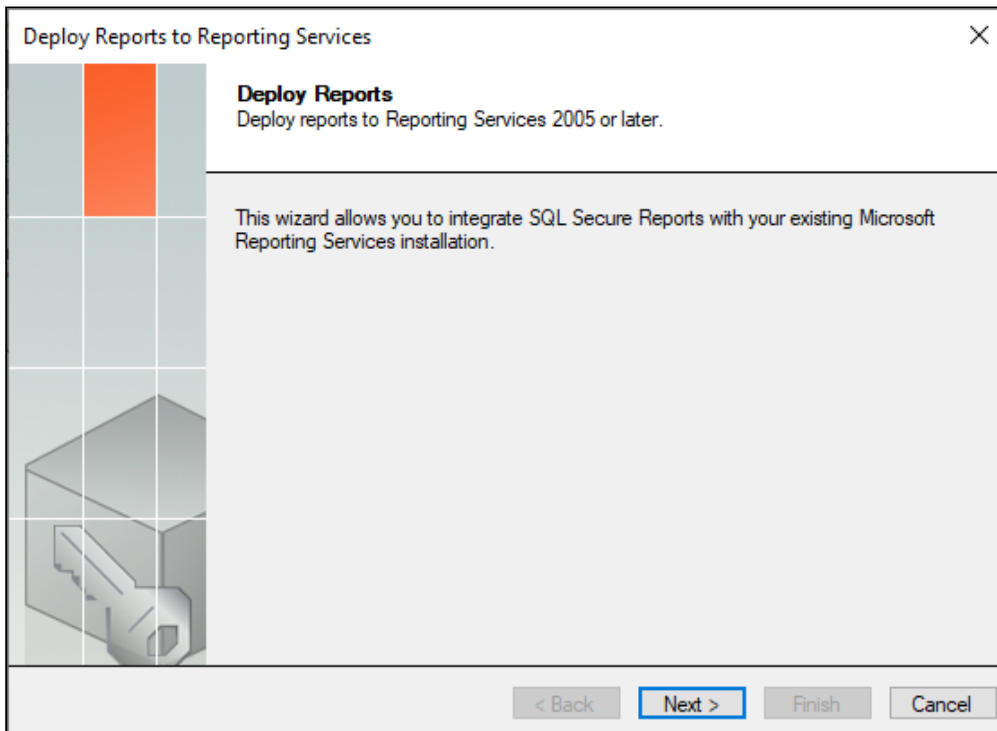 Deploy Reports to Reporting Services
Deploy Reports
Deploy reports to Reporting Services 2005 or later.
This wizard allows you to integrate SQL Secure Reports with your existing Microsoft
Reporting Services installation.
< Back Next > Finish Cancel